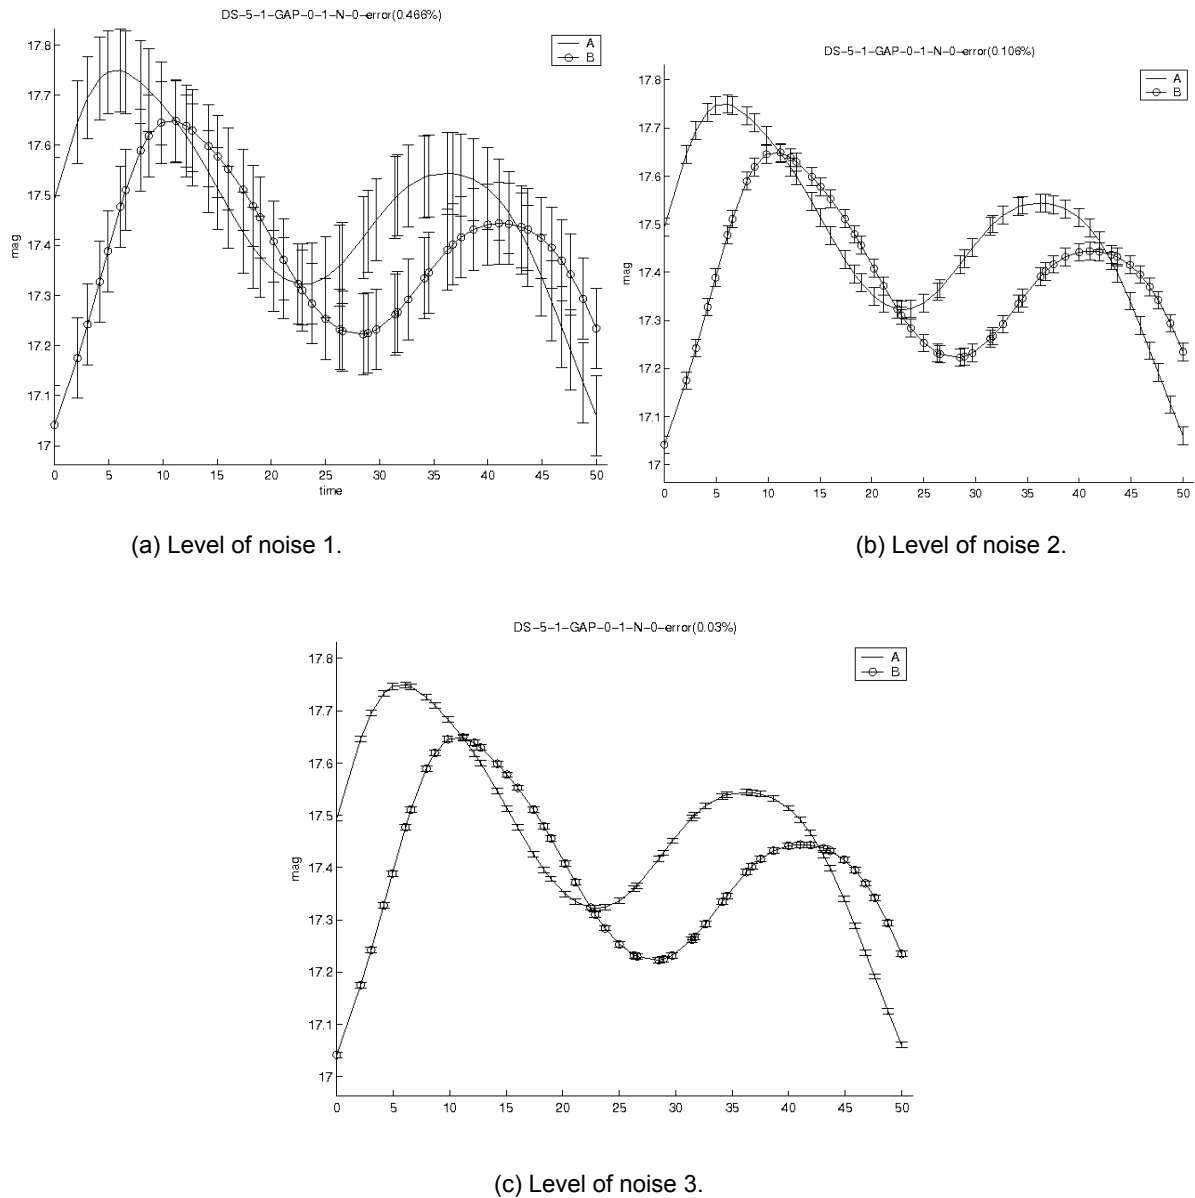 DS-5-1-GAP-0-1-N-0-error(0.466%)
17.8
17.7
17.6
17.5
17.4
17.3
17.2
17.1
17
mag
A
B
0 5 10 15 20 25 30 35 40 45 50
time
(a) Level of noise 1.
DS-5-1-GAP-0-1-N-0-error(0.106%)
17.8
17.7
17.6
17.5
17.4
17.3
17.2
17.1
17
mag
A
B
0 5 10 15 20 25 30 35 40 45 50
(b) Level of noise 2.
DS-5-1-GAP-0-1-N-0-error(0.03%)
17.8
17.7
17.6
17.5
17.4
17.3
17.2
17.1
17
mag
A
B
0 5 10 15 20 25 30 35 40 45 50
(c) Level of noise 3.